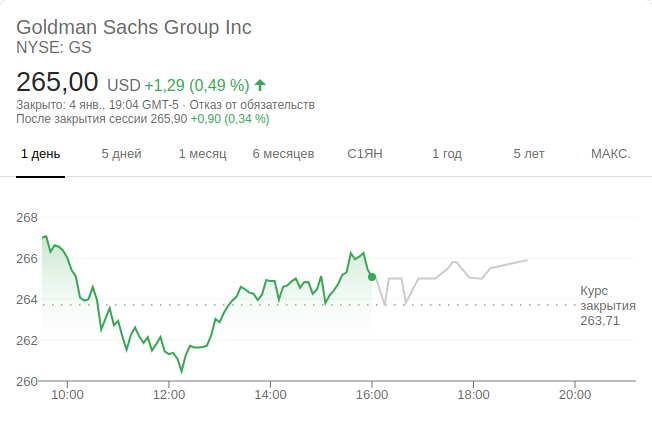 Goldman Sachs Group Inc
NYSE: GS
265,00 USD +1,29 (0,49 %)
Закрыто: 4 янв., 19:04 GMT-5 · Отказ от обязательств
После закрытия сессии 265,90 +0,90 (0,34 %)
1 день 5 дней 1 месяц 6 месяцев С1ЯН 1 год 5 лет МАКС.
268
266
264
262
260
Курс
закрытия
263,71
10:00 12:00 14:00 16:00 18:00 20:00